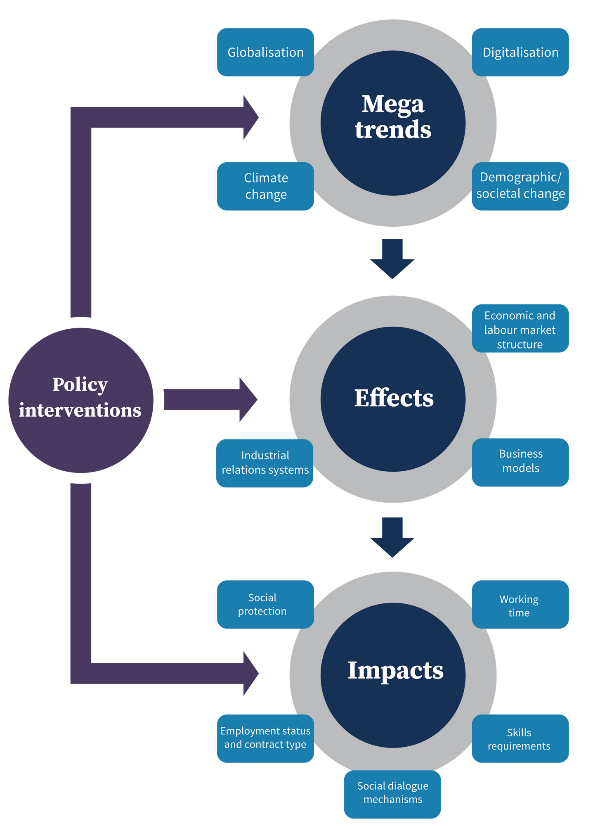 Globalisation
Digitalisation
Mega
trends
Climate
change
Demographic/
societal change
Economic and
labour market
structure
Policy
interventions
Effects
Industrial
relations systems
Business
models
Social
protection
Working
time
Impacts
Employment status
and contract type
Skills
requirements
Social dialogue
mechanisms